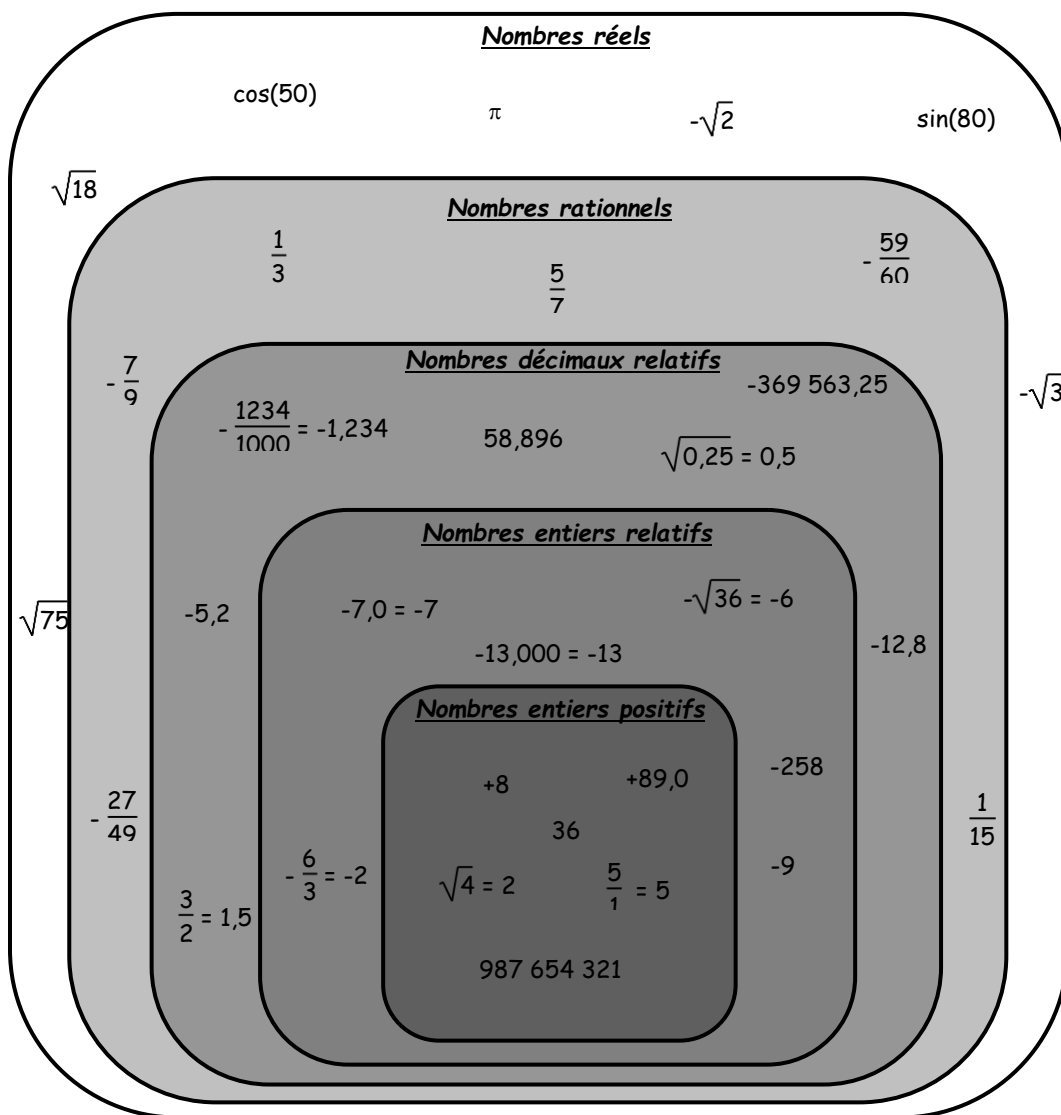 Nombres réels
cos(50)
π
-√2
sin(80)
√18
Nombres rationnels
1/3
5/7
- 59/60
- 7/9
Nombres décimaux relatifs
-369 563,25
-√3
- 1234/1000 = -1,234
58,896
√0,25 = 0,5
Nombres entiers relatifs
√75
-5,2
-7,0 = -7
-√36 = -6
-13,000 = -13
-12,8
Nombres entiers positifs
+8
+89,0
-258
- 27/49
36
1/15
- 6/3 = -2
√4 = 2
5/1 = 5
-9
3/2 = 1,5
987 654 321